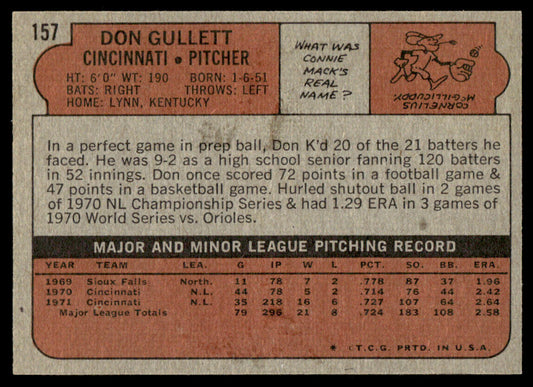 157
DON GULLETT
CINCINNATI • PITCHER
HT: 6'0" WT: 190 BORN: 1-6-51
BATS: RIGHT THROWS: LEFT
HOME: LYNN, KENTUCKY
WHAT WAS
CONNIE
MACK'S
REAL
NAME?
CORNELIUS
McGILLICUDDY
In a perfect game in prep ball, Don K'd 20 of the 21 batters
he faced. He was 9-2 as a high school senior fanning 120 batters
in 52 innings. Don once scored 72 points in a football game &
47 points in a basketball game. Hurled shutout ball in 2 games
of 1970 NL Championship Series & had 1.29 ERA in 3 games of
1970 World Series vs. Orioles.
MAJOR AND MINOR LEAGUE PITCHING RECORD
YEAR TEAM LEA. G IP W L PCT. SO. BB. ERA.
1969 Sioux Falls North. 11 78 7 2 .778 87 37 1.96
1970 Cincinnati N.L. 44 78 5 2 .714 76 44 2.42
1971 Cincinnati N.L. 35 218 16 6 .727 107 64 2.64
Major League Totals 79 296 21 8 .724 183 108 2.58
* ©T.C.G. PRTD. IN U.S.A.